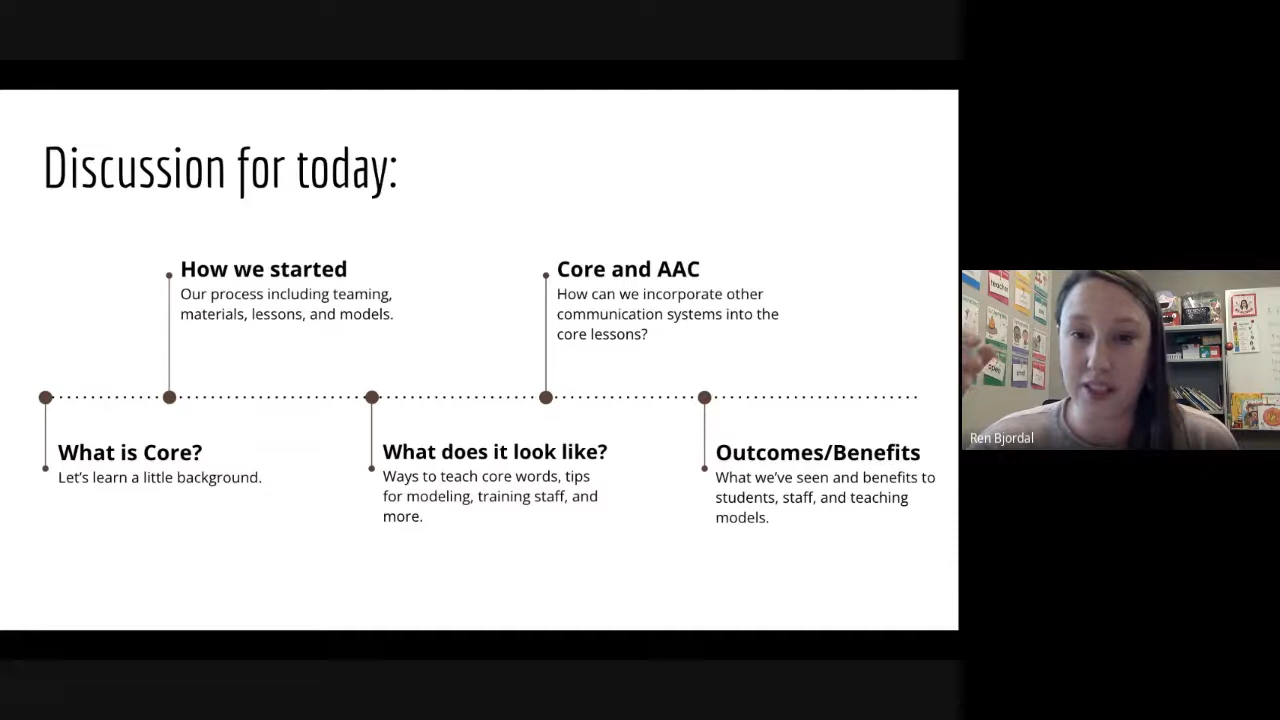 Discussion for today:
How we started
Our process including teaming,
materials, lessons, and models.
Core and AAC
How can we incorporate other
communication systems into the
core lessons?
What is Core?
Let's learn a little background.
What does it look like?
Ways to teach core words, tips
for modeling, training staff, and
more.
Outcomes/Benefits
What we've seen and benefits to
students, staff, and teaching
models.
teacher
open
Ren Bjordal